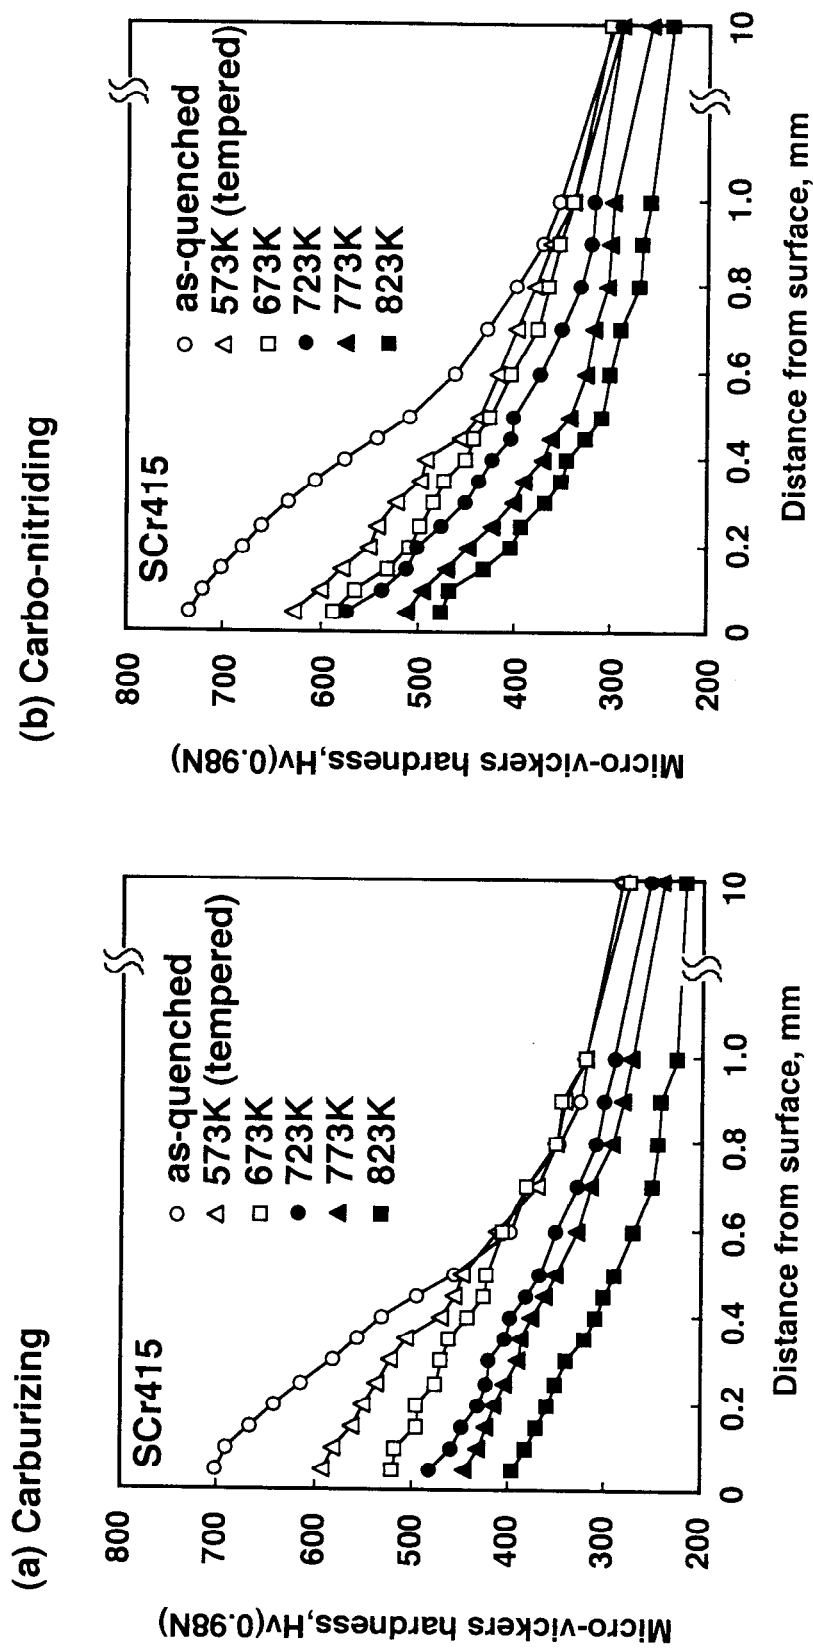 (a) Carburizing
SCr415
as-quenched
573K (tempered)
673K
723K
773K
823K
800
700
600
500
400
300
200
Micro-vickers hardness,Hv(0.98N)
0
0.2
0.4
0.6
0.8
1.0
10
Distance from surface, mm
(b) Carbo-nitriding
SCr415
as-quenched
573K (tempered)
673K
723K
773K
823K
800
700
600
500
400
300
200
Micro-vickers hardness,Hv(0.98N)
0
0.2
0.4
0.6
0.8
1.0
10
Distance from surface, mm